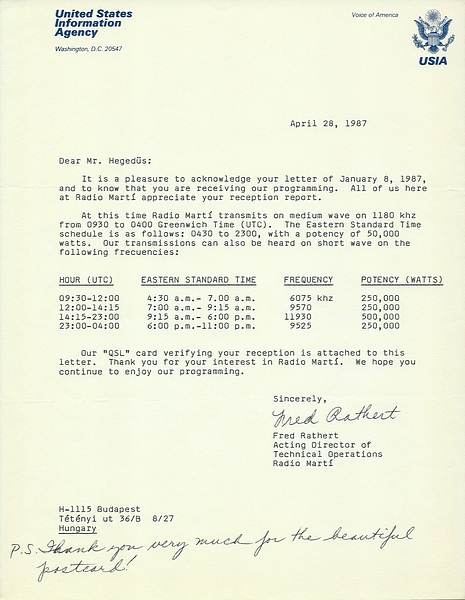 United States
Information
Agency
Washington, D.C. 20547
Voice of America
USIA
April 28, 1987
Dear Mr. Hegedüs:
It is a pleasure to acknowledge your letter of January 8, 1987,
and to know that you are receiving our programming. All of us here
at Radio Martí appreciate your reception report.
At this time Radio Martí transmits on medium wave on 1180 khz
from 0930 to 0400 Greenwich Time (UTC). The Eastern Standard Time
schedule is as follows: 0430 to 2300, with a potency of 50,000
watts. Our transmissions can also be heard on short wave on the
following frecuencies:
HOUR (UTC) EASTERN STANDARD TIME FREQUENCY POTENCY (WATTS)
09:30-12:00 4:30 a.m.- 7.00 a.m. 6075 khz 250,000
12:00-14:15 7:00 a.m.- 9:15 a.m. 9570 250,000
14:15-23:00 9:15 a.m.- 6:00 p.m. 11930 500,000
23:00-04:00 6:00 p.m.-11:00 p.m. 9525 250,000
Our "QSL" card verifying your reception is attached to this
letter. Thank you for your interest in Radio Martí. We hope you
continue to enjoy our programming.
Sincerely,
Fred Rathert
Fred Rathert
Acting Director of
Technical Operations
Radio Martí
H-1115 Budapest
Tétényi ut 36/B 8/27
Hungary
P.S. Thank you very much for the beautiful
postcard!